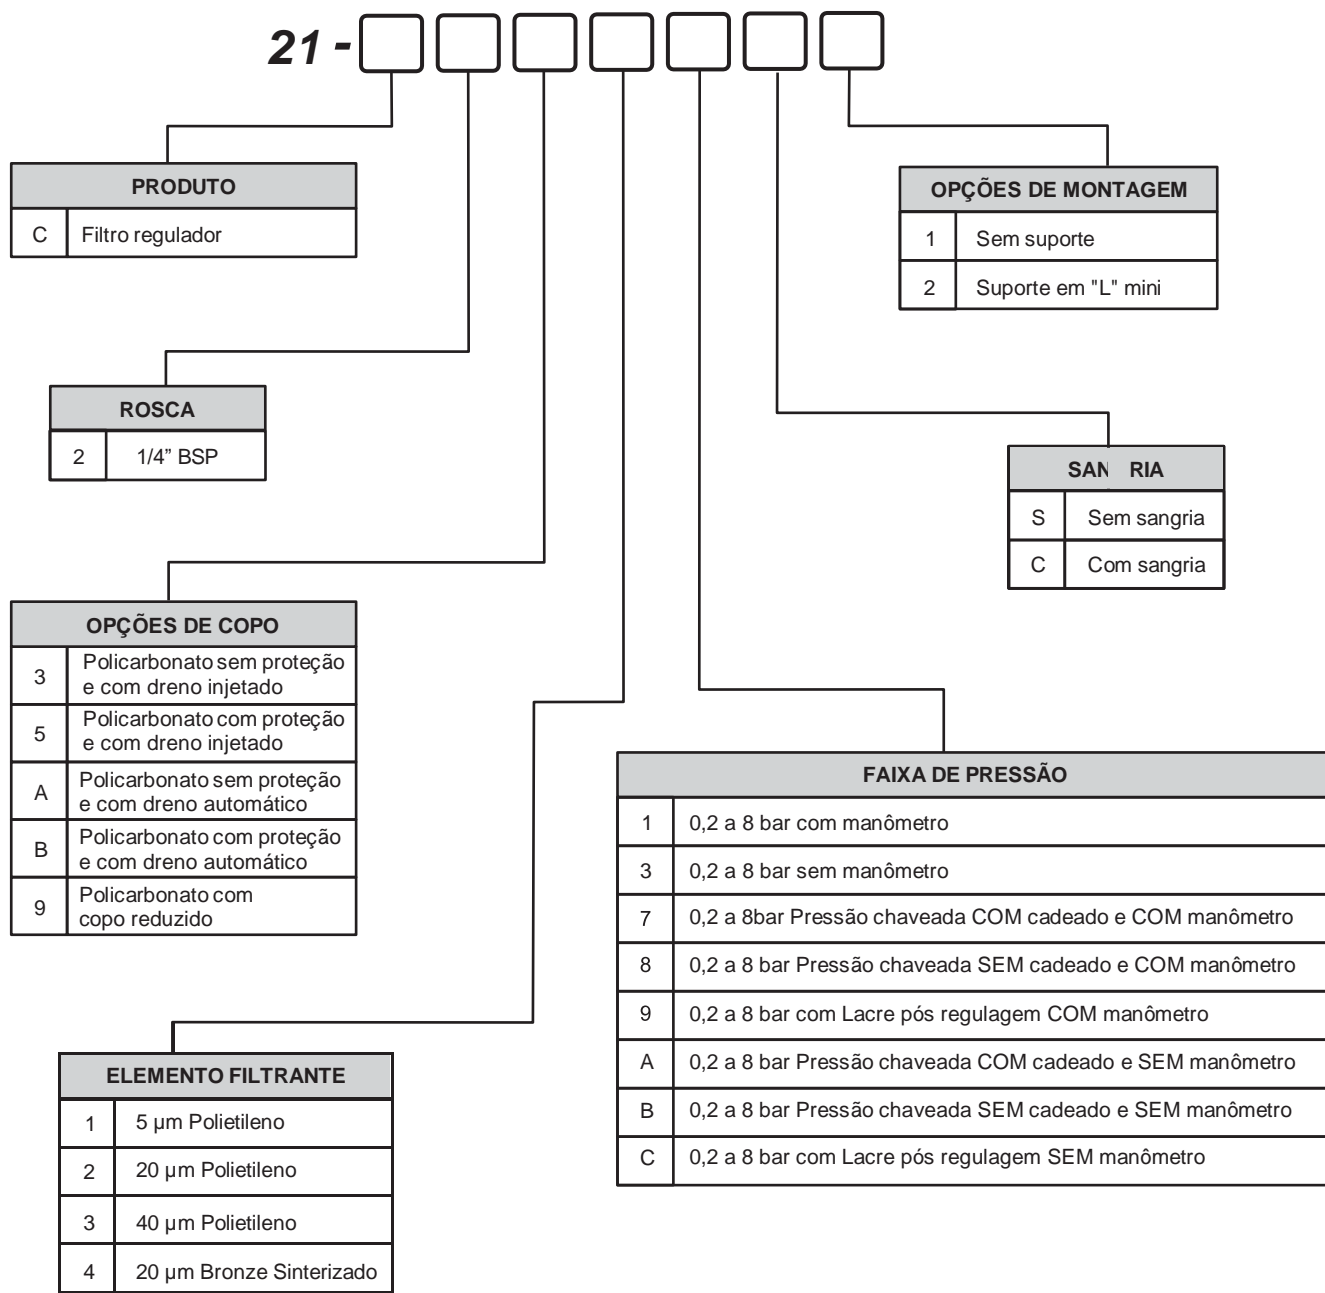 21 -
PRODUTO
C Filtro regulador
OPÇÕES DE MONTAGEM
1 Sem suporte
2 Suporte em "L" mini
ROSCA
2 1/4” BSP
SAN RIA
S Sem sangria
C Com sangria
OPÇÕES DE COPO
3 Policarbonato sem proteção
e com dreno injetado
5 Policarbonato com proteção
e com dreno injetado
A Policarbonato sem proteção
e com dreno automático
B Policarbonato com proteção
e com dreno automático
9 Policarbonato com
copo reduzido
FAIXA DE PRESSÃO
1 0,2 a 8 bar com manômetro
3 0,2 a 8 bar sem manômetro
7 0,2 a 8bar Pressão chaveada COM cadeado e COM manômetro
8 0,2 a 8 bar Pressão chaveada SEM cadeado e COM manômetro
9 0,2 a 8 bar com Lacre pós regulagem COM manômetro
A 0,2 a 8 bar Pressão chaveada COM cadeado e SEM manômetro
B 0,2 a 8 bar Pressão chaveada SEM cadeado e SEM manômetro
C 0,2 a 8 bar com Lacre pós regulagem SEM manômetro
ELEMENTO FILTRANTE
1 5 µm Polietileno
2 20 µm Polietileno
3 40 µm Polietileno
4 20 µm Bronze Sinterizado